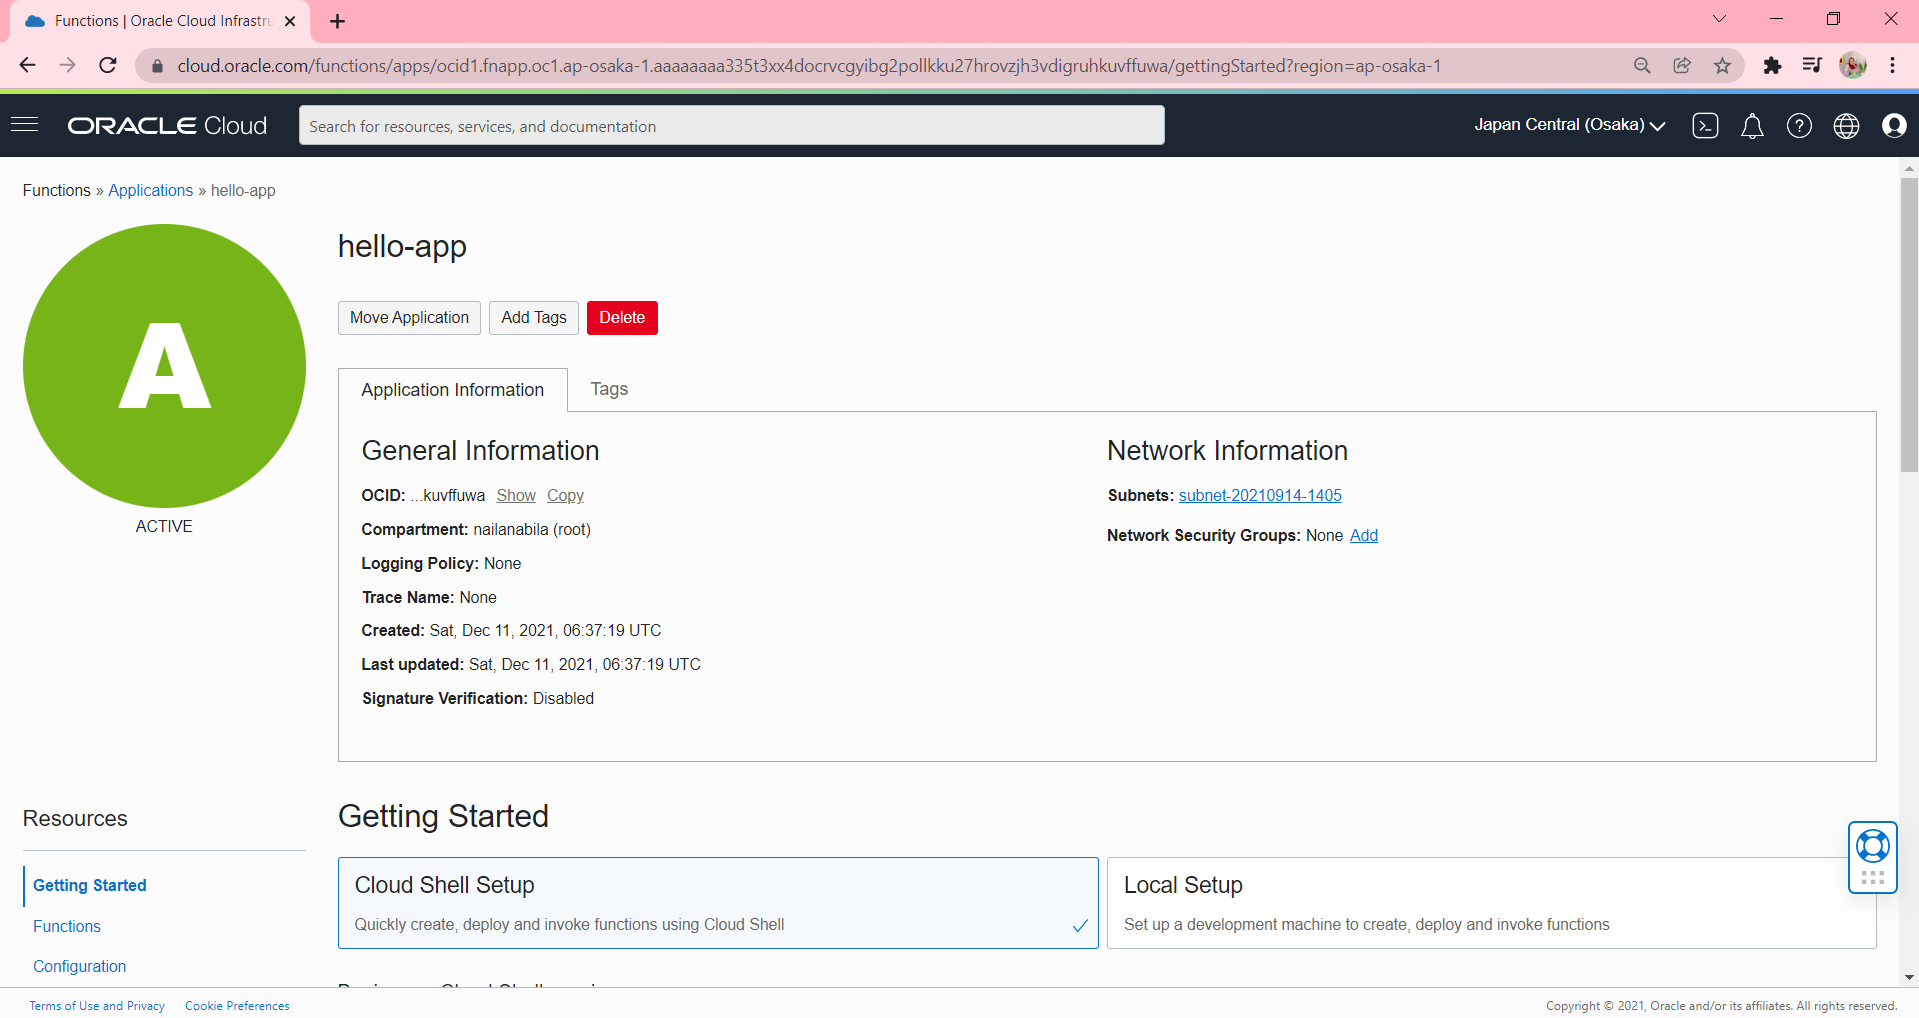 Functions | Oracle Cloud Infrastru
cloud.oracle.com/functions/apps/ocid1.fnapp.oc1.ap-osaka-1.aaaaaaaa335t3xx4docrvcgyibg2pollkku27hrovzjh3vdigruhkuvffuwa/gettingStarted?region=ap-osaka-1
ORACLE Cloud
Search for resources, services, and documentation
Japan Central (Osaka)
Functions » Applications » hello-app
A
ACTIVE
hello-app
Move Application Add Tags Delete
Application Information Tags
General Information
OCID: ...kuvffuwa Show Copy
Compartment: nailanabila (root)
Logging Policy: None
Trace Name: None
Created: Sat, Dec 11, 2021, 06:37:19 UTC
Last updated: Sat, Dec 11, 2021, 06:37:19 UTC
Signature Verification: Disabled
Network Information
Subnets: subnet-20210914-1405
Network Security Groups: None Add
Resources
Getting Started
Functions
Configuration
Getting Started
Cloud Shell Setup
Quickly create, deploy and invoke functions using Cloud Shell
Local Setup
Set up a development machine to create, deploy and invoke functions
Terms of Use and Privacy Cookie Preferences
Copyright © 2021, Oracle and/or its affiliates. All rights reserved.